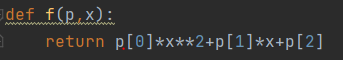 def f(p,x):
    return p[0]*x**2+p[1]*x+p[2]